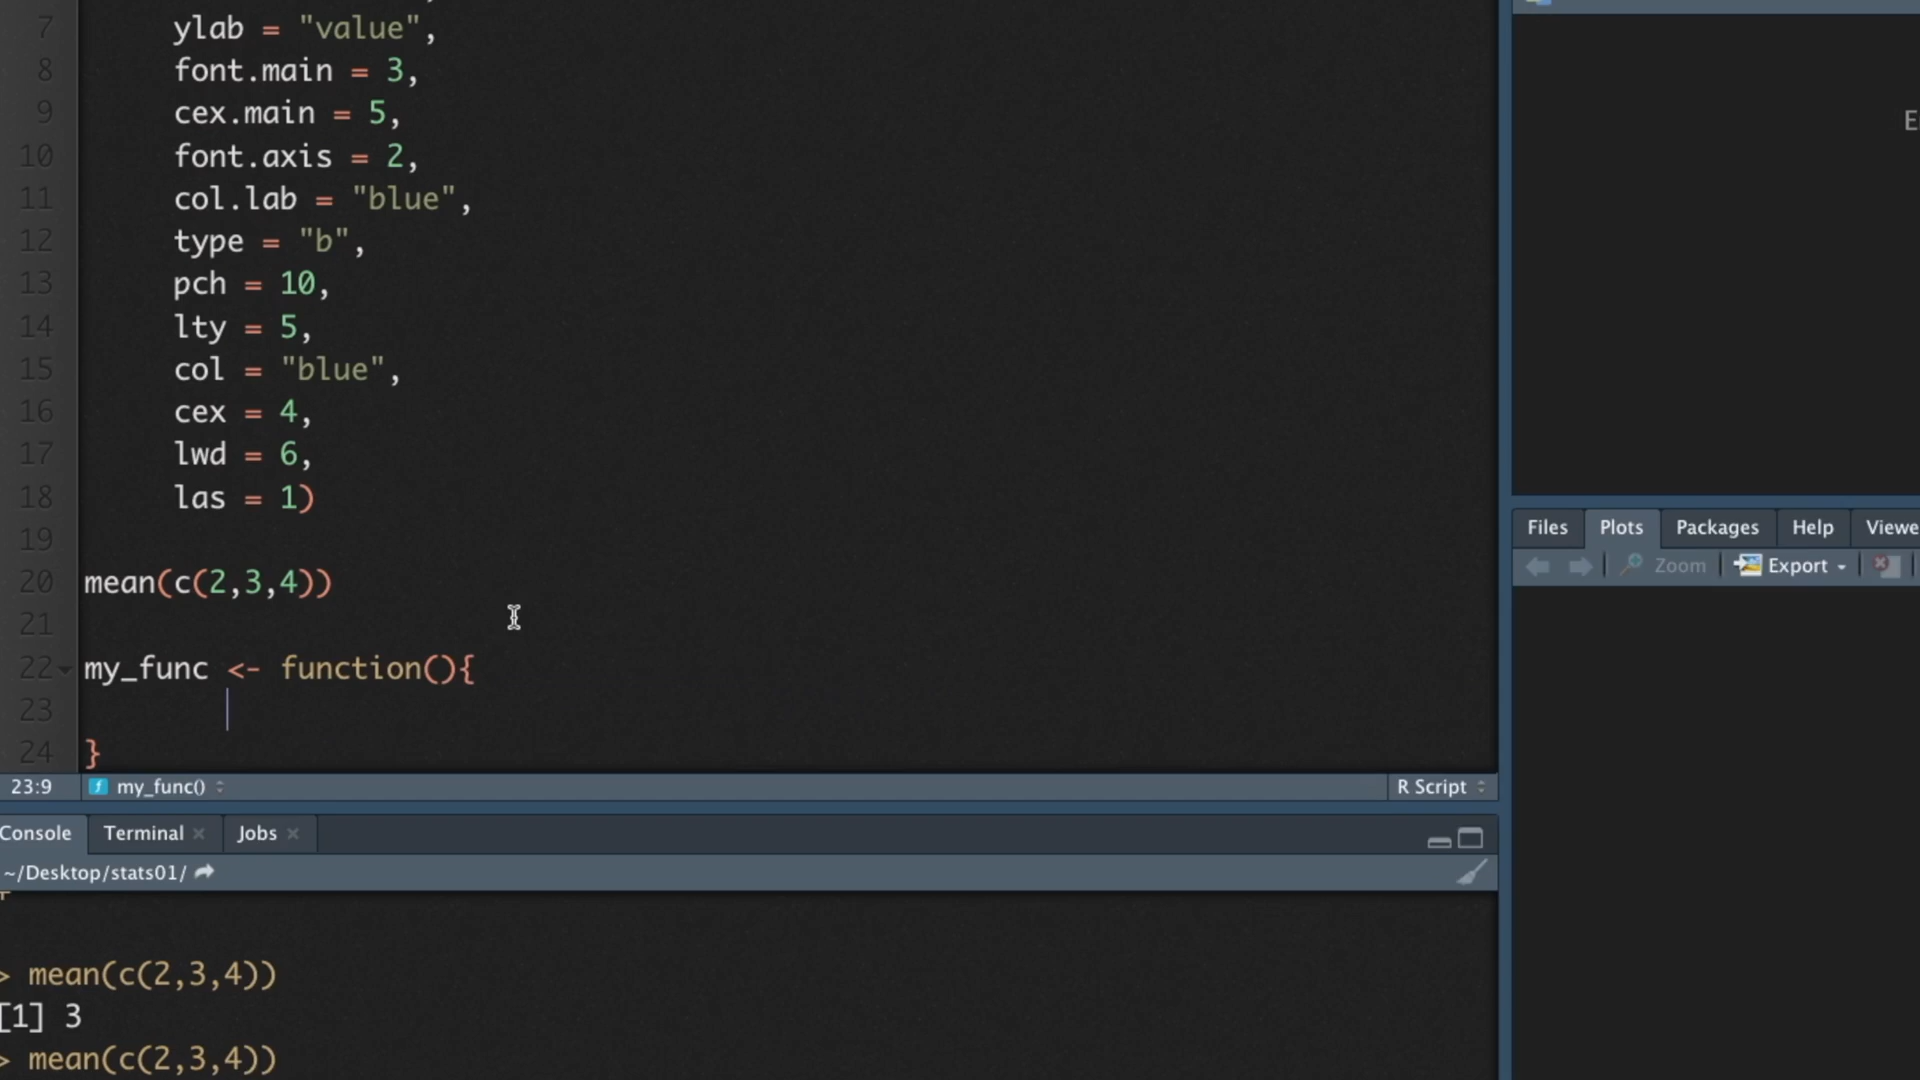 7 ylab = "value",
8 font.main = 3,
9 cex.main = 5,
10 font.axis = 2,
11 col.lab = "blue",
12 type = "b",
13 pch = 10,
14 lty = 5,
15 col = "blue",
16 cex = 4,
17 lwd = 6,
18 las = 1)
19
20 mean(c(2,3,4))
21
22 my_func <- function(){
23
24 }
23:9 my_func() R Script
Console Terminal Jobs
~/Desktop/stats01/
> mean(c(2,3,4))
[1] 3
> mean(c(2,3,4))
Files Plots Packages Help Viewe
Zoom Export